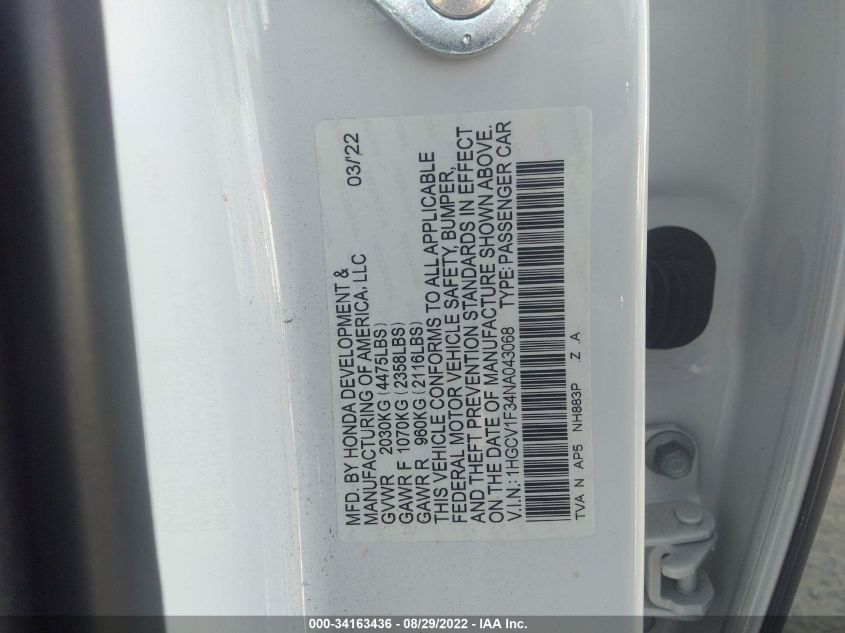 MFD. BY HONDA DEVELOPMENT &
MANUFACTURING OF AMERICA, LLC 03/'22
GVWR 2030KG (4475LBS)
GAWR F 1070KG (2358LBS)
GAWR R 960KG (2116LBS)
THIS VEHICLE CONFORMS TO ALL APPLICABLE
FEDERAL MOTOR VEHICLE SAFETY, BUMPER,
AND THEFT PREVENTION STANDARDS IN EFFECT
ON THE DATE OF MANUFACTURE SHOWN ABOVE.
V.I.N.: 1HGCV1F34NA043068 TYPE: PASSENGER CAR
TVA N AP5 NH883P .Z .A
000-34163436 - 08/29/2022 - IAA Inc.